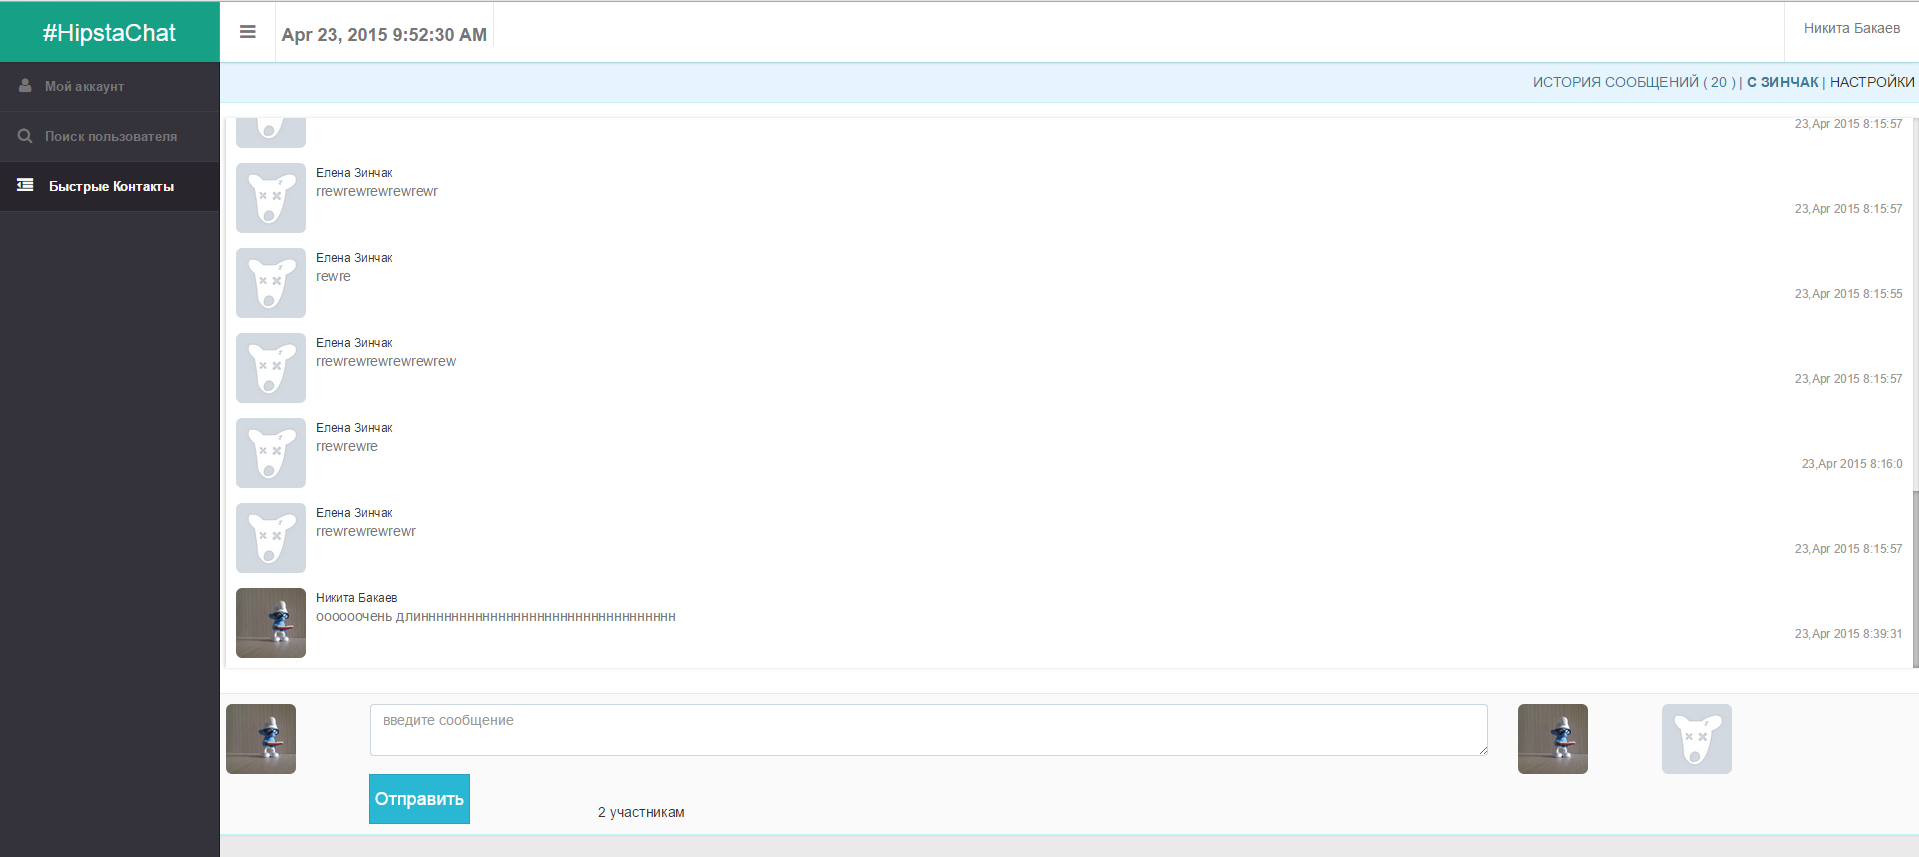 #HipstaChat
Apr 23, 2015 9:52:30 AM
Никита Бакаев
Мой аккаунт
Поиск пользователя
Быстрые Контакты
ИСТОРИЯ СООБЩЕНИЙ ( 20 ) | С ЗИНЧАК | НАСТРОЙКИ
23,Apr 2015 8:15:57
Елена Зинчак
rrewrewrewrewrewr
23,Apr 2015 8:15:57
Елена Зинчак
rewre
23,Apr 2015 8:15:55
Елена Зинчак
rrewrewrewrewrewrew
23,Apr 2015 8:15:57
Елена Зинчак
rrewrewre
23,Apr 2015 8:16:0
Елена Зинчак
rrewrewrewrewr
23,Apr 2015 8:15:57
Никита Бакаев
оооооочень длиннннннннннннннннннннннннннннннннн
23,Apr 2015 8:39:31
введите сообщение
Отправить
2 участникам